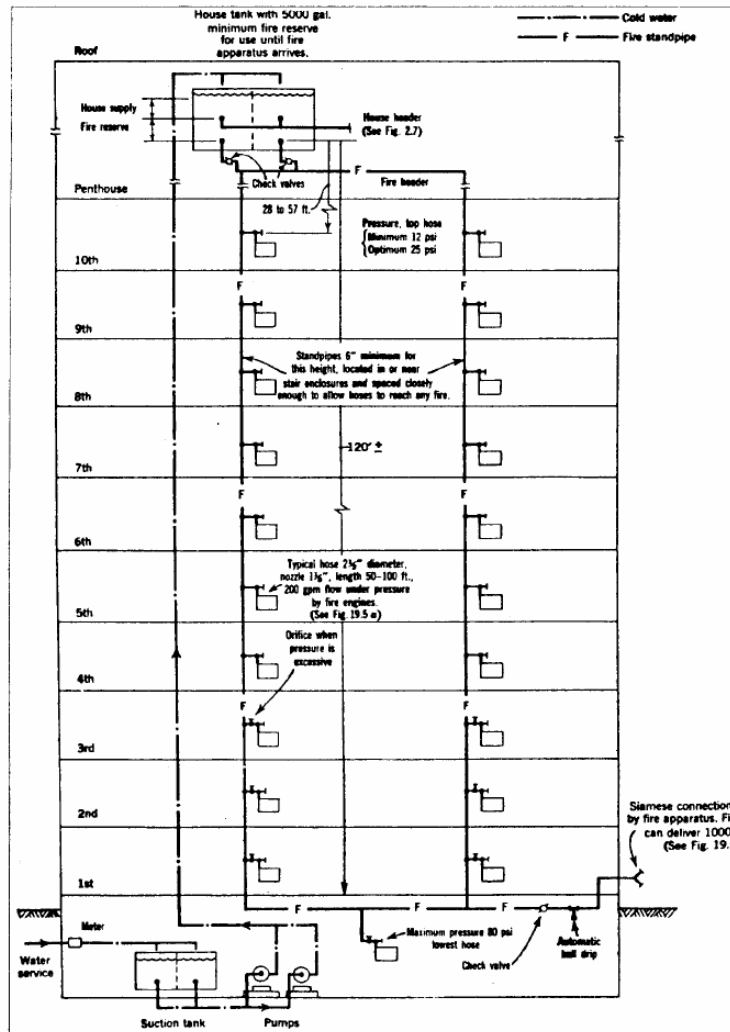 House tank with 5000 gal.
minimum fire reserve
for use until fire
apparatus arrives.
Cold water
F
Fire standpipe
Roof
House supply
Fire reserve
House header
(See Fig. 2.7)
Check valves
F
Fire header
Penthouse
28 to 57 ft.
Pressure, top hose
Minimum 12 psi
Optimum 25 psi
10th
F
F
9th
Standpipes 6" minimum for
this height, located in or near
stair enclosures and spaced closely
enough to allow hoses to reach any fire.
8th
120' ±
7th
F
F
6th
Typical hose 2½" diameter,
nozzle 1⅛", length 50-100 ft.,
200 gpm flow under pressure
by fire engines.
(See Fig. 19.5 a)
5th
Orifice when
pressure is
excessive
4th
F
F
3rd
2nd
Siamese connection
by fire apparatus. Fi
can deliver 1000
(See Fig. 19.
1st
F
F
F
Meter
Maximum pressure 80 psi
lowest hose
Automatic
ball drip
Check valve
Water
service
Suction tank
Pumps